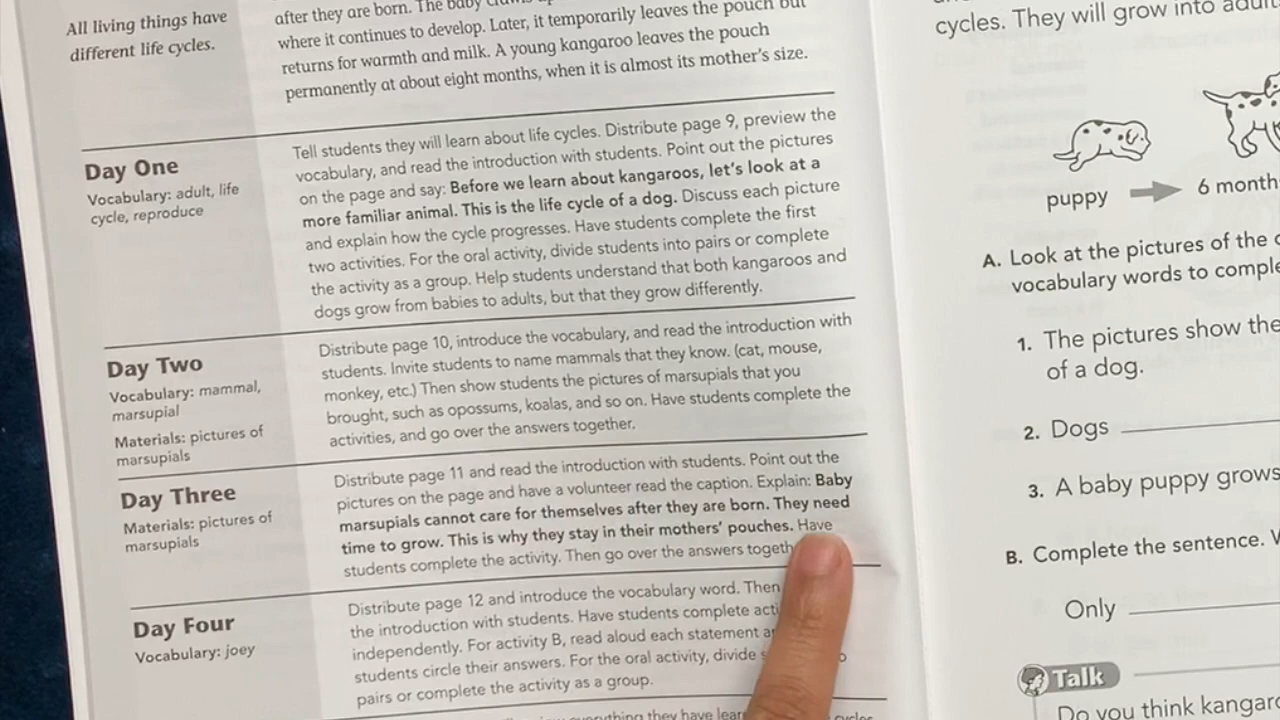 All living things have
different life cycles.
after they are born. The baby
where it continues to develop. Later, it temporarily leaves the pouch but
returns for warmth and milk. A young kangaroo leaves the pouch
permanently at about eight months, when it is almost its mother's size.
Day One
Vocabulary: adult, life
cycle, reproduce
Tell students they will learn about life cycles. Distribute page 9, preview the
vocabulary, and read the introduction with students. Point out the pictures
on the page and say: Before we learn about kangaroos, let's look at a
more familiar animal. This is the life cycle of a dog. Discuss each picture
and explain how the cycle progresses. Have students complete the first
two activities. For the oral activity, divide students into pairs or complete
the activity as a group. Help students understand that both kangaroos and
dogs grow from babies to adults, but that they grow differently.
Day Two
Vocabulary: mammal,
marsupial
Materials: pictures of
marsupials
Distribute page 10, introduce the vocabulary, and read the introduction with
students. Invite students to name mammals that they know. (cat, mouse,
monkey, etc.) Then show students the pictures of marsupials that you
brought, such as opossums, koalas, and so on. Have students complete the
activities, and go over the answers together.
Day Three
Materials: pictures of
marsupials
Distribute page 11 and read the introduction with students. Point out the
pictures on the page and have a volunteer read the caption. Explain: Baby
marsupials cannot care for themselves after they are born. They need
time to grow. This is why they stay in their mothers' pouches. Have
students complete the activity. Then go over the answers togeth
Day Four
Vocabulary: joey
Distribute page 12 and introduce the vocabulary word. Then
the introduction with students. Have students complete acti
independently. For activity B, read aloud each statement a
students circle their answers. For the oral activity, divide s
pairs or complete the activity as a group.
everything they have lear
cycles. They will grow into adult
puppy
6 month
A. Look at the pictures of the
vocabulary words to comple
1. The pictures show the
of a dog.
2. Dogs
3. A baby puppy grows
B. Complete the sentence.
Only
Talk
Do you think kangar